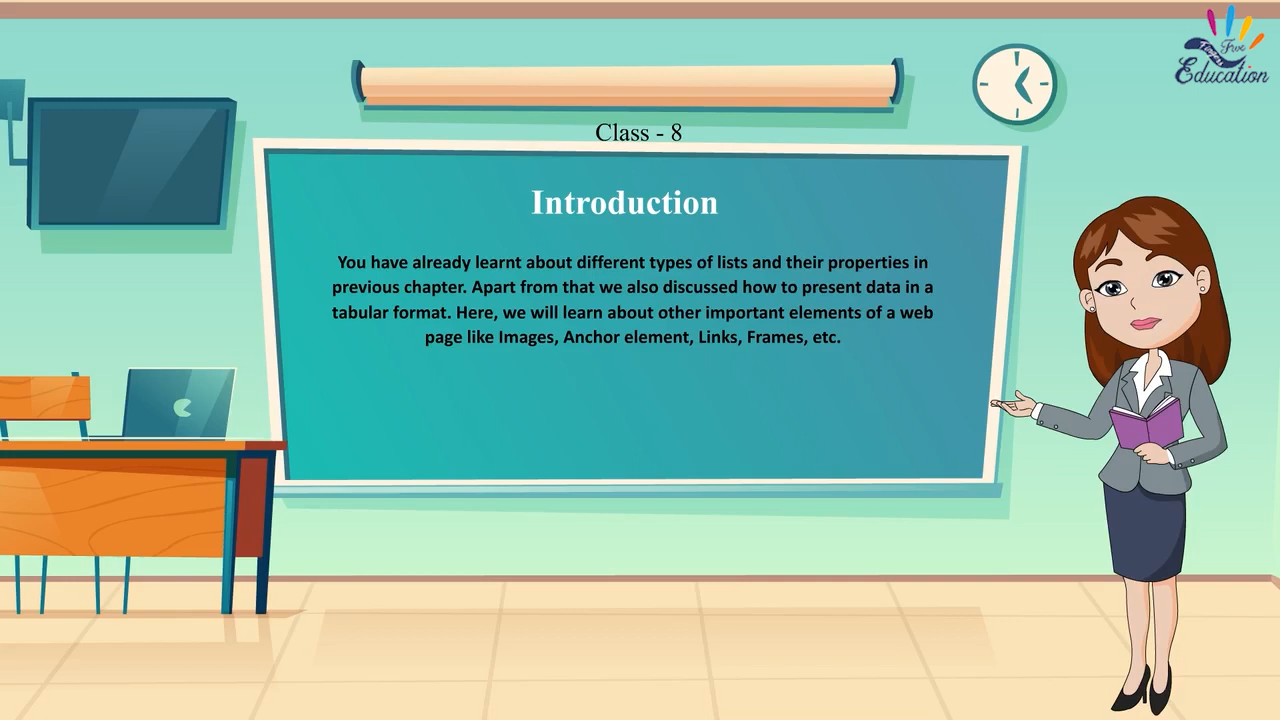 Five
Finger
Education
Class - 8
Introduction
You have already learnt about different types of lists and their properties in
previous chapter. Apart from that we also discussed how to present data in a
tabular format. Here, we will learn about other important elements of a web
page like Images, Anchor element, Links, Frames, etc.